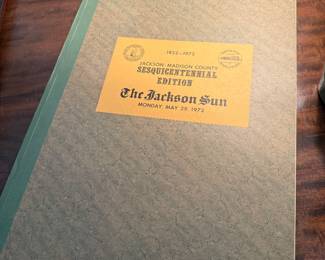 1822-1972
JACKSON-MADISON COUNTY
SESQUICENTENNIAL
EDITION
The Jackson Sun
MONDAY, MAY 29, 1972